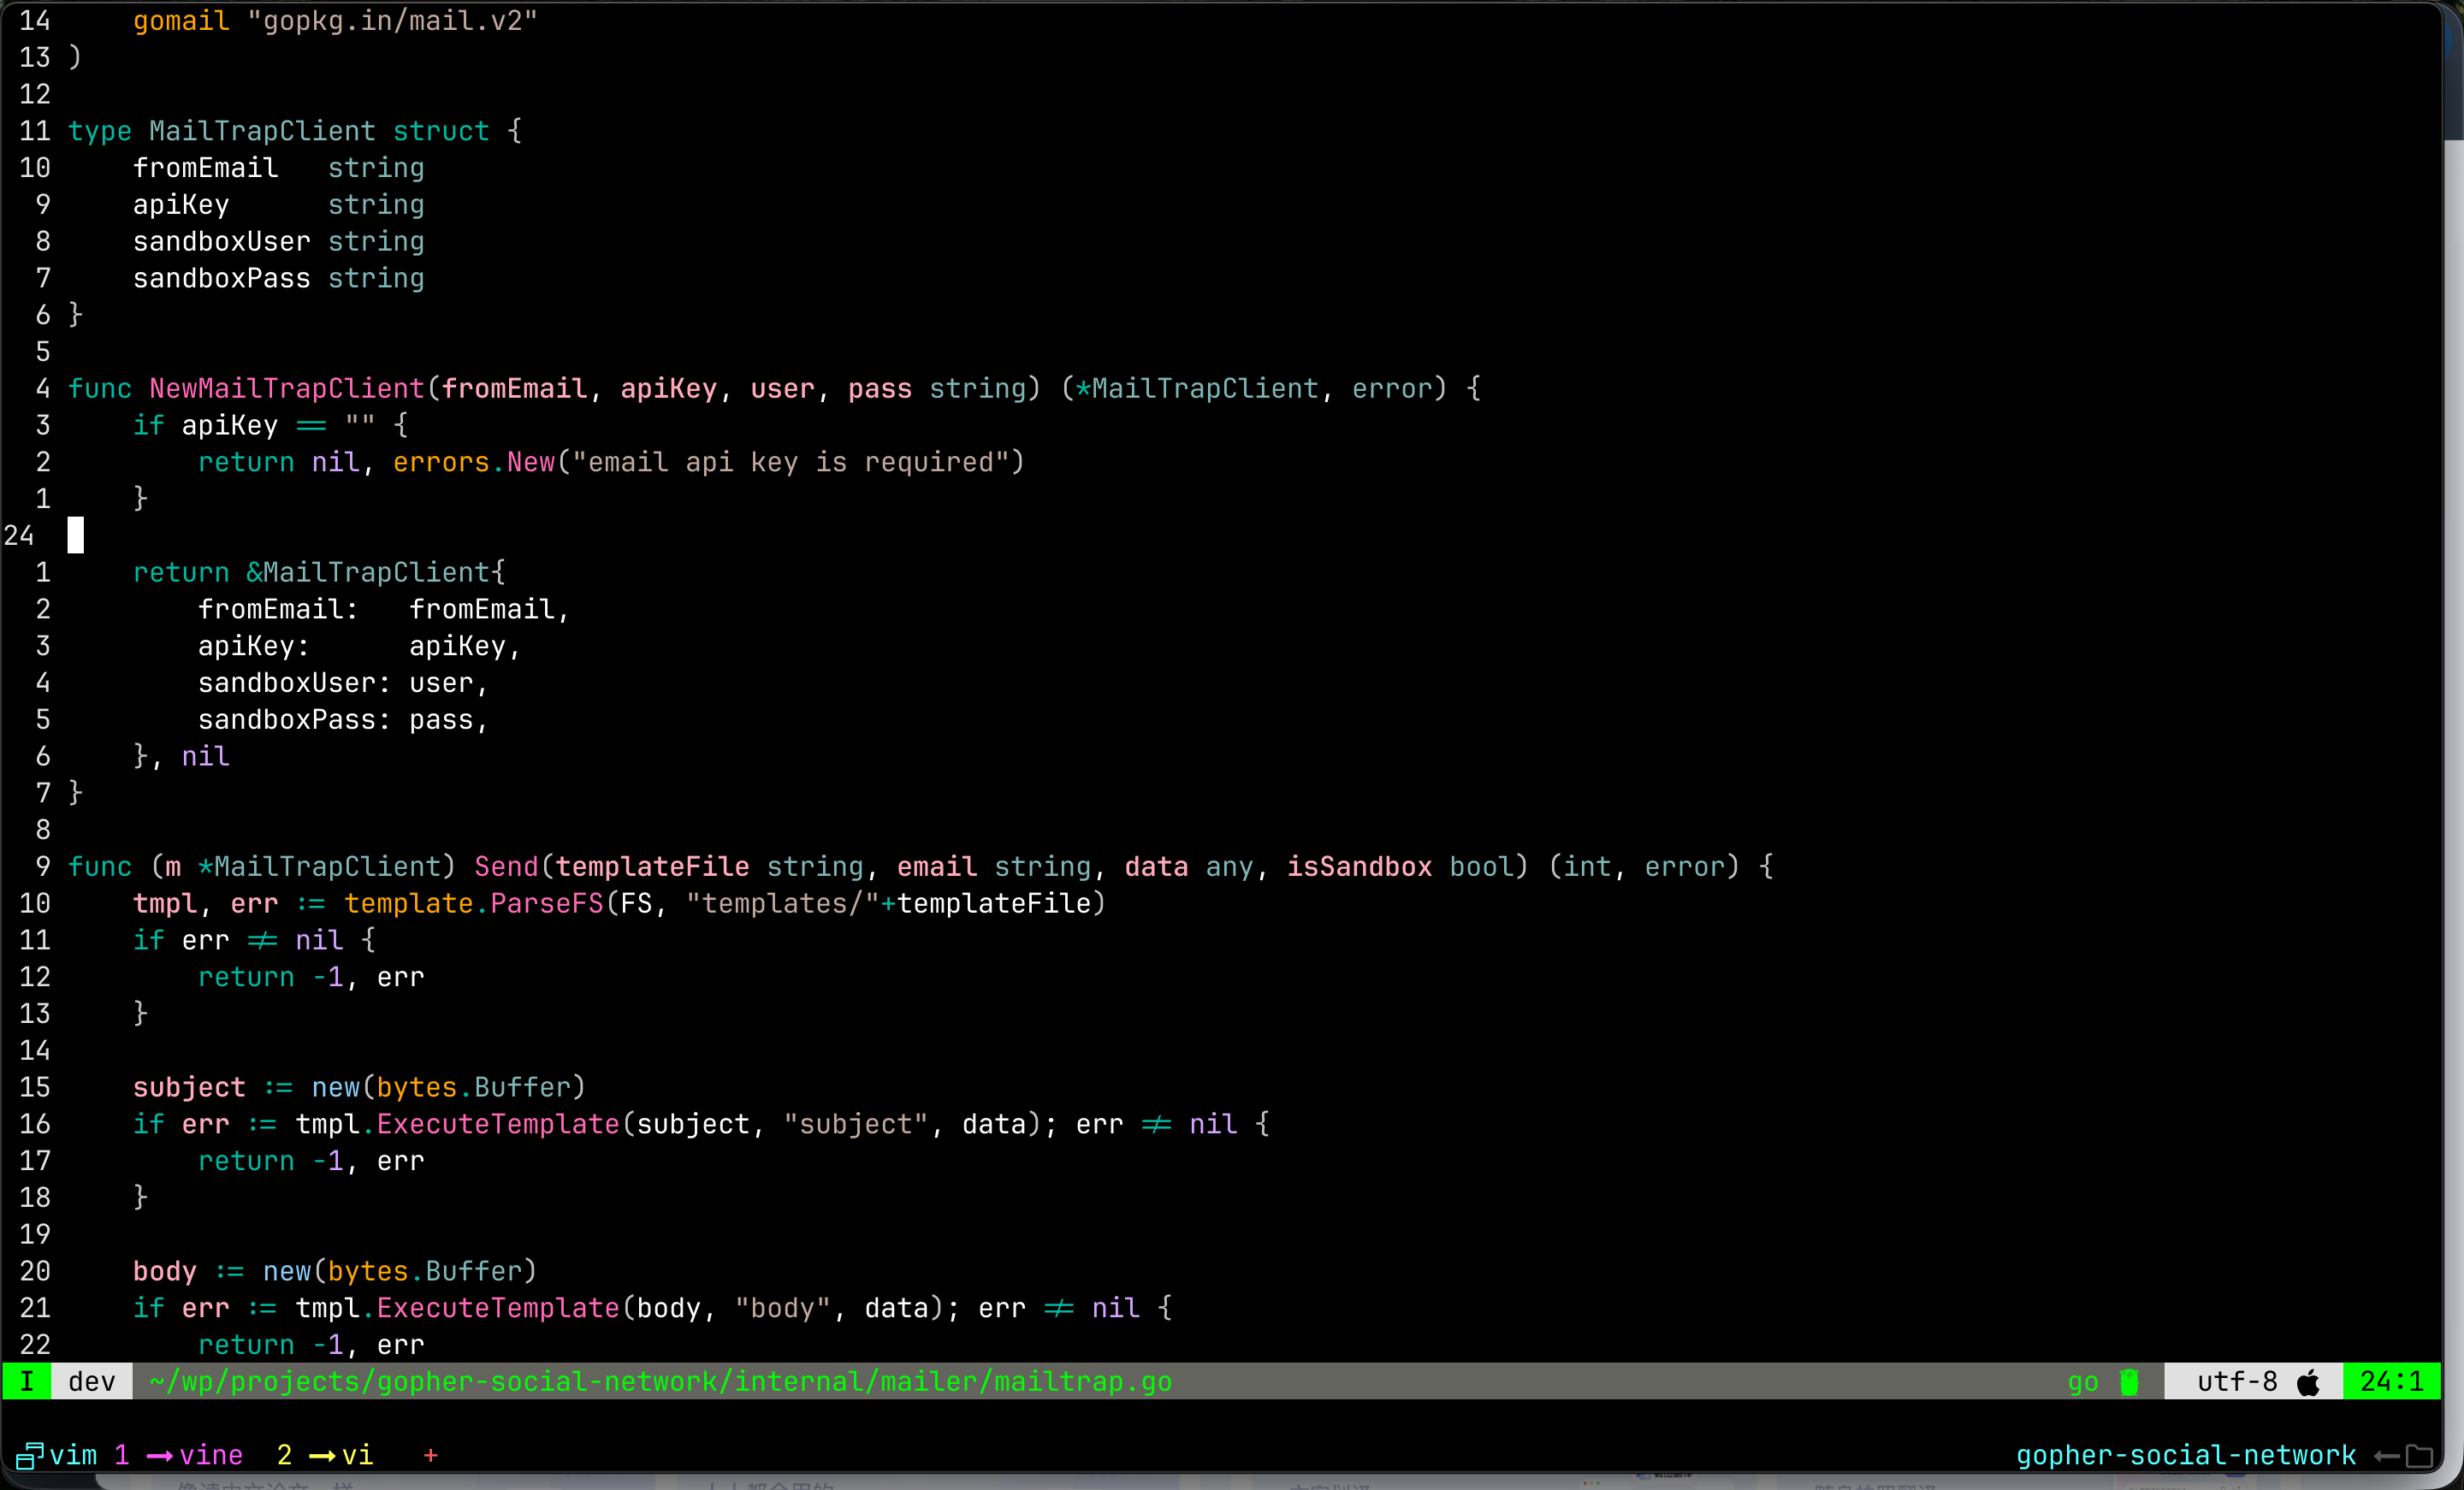 14     gomail "gopkg.in/mail.v2"
13 )
12
11 type MailTrapClient struct {
10     fromEmail   string
 9     apiKey      string
 8     sandboxUser string
 7     sandboxPass string
 6 }
 5
 4 func NewMailTrapClient(fromEmail, apiKey, user, pass string) (*MailTrapClient, error) {
 3     if apiKey == "" {
 2         return nil, errors.New("email api key is required")
 1     }
24
 1     return &MailTrapClient{
 2         fromEmail:   fromEmail,
 3         apiKey:      apiKey,
 4         sandboxUser: user,
 5         sandboxPass: pass,
 6     }, nil
 7 }
 8
 9 func (m *MailTrapClient) Send(templateFile string, email string, data any, isSandbox bool) (int, error) {
10     tmpl, err := template.ParseFS(FS, "templates/"+templateFile)
11     if err != nil {
12         return -1, err
13     }
14
15     subject := new(bytes.Buffer)
16     if err := tmpl.ExecuteTemplate(subject, "subject", data); err != nil {
17         return -1, err
18     }
19
20     body := new(bytes.Buffer)
21     if err := tmpl.ExecuteTemplate(body, "body", data); err != nil {
22         return -1, err
I dev ~/wp/projects/gopher-social-network/internal/mailer/mailtrap.go go utf-8 24:1
vim 1 →vine 2 →vi + gopher-social-network ←